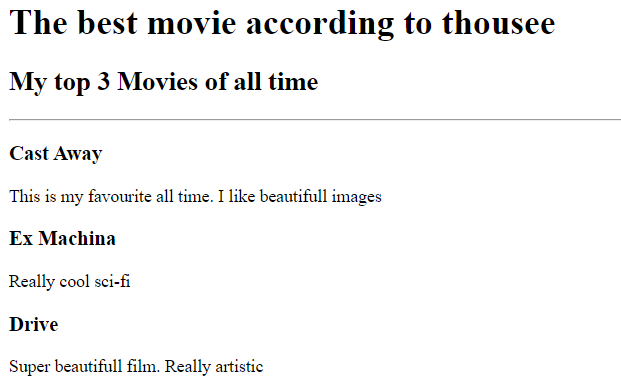 The best movie according to thousee
My top 3 Movies of all time
Cast Away
This is my favourite all time. I like beautifull images
Ex Machina
Really cool sci-fi
Drive
Super beautifull film. Really artistic